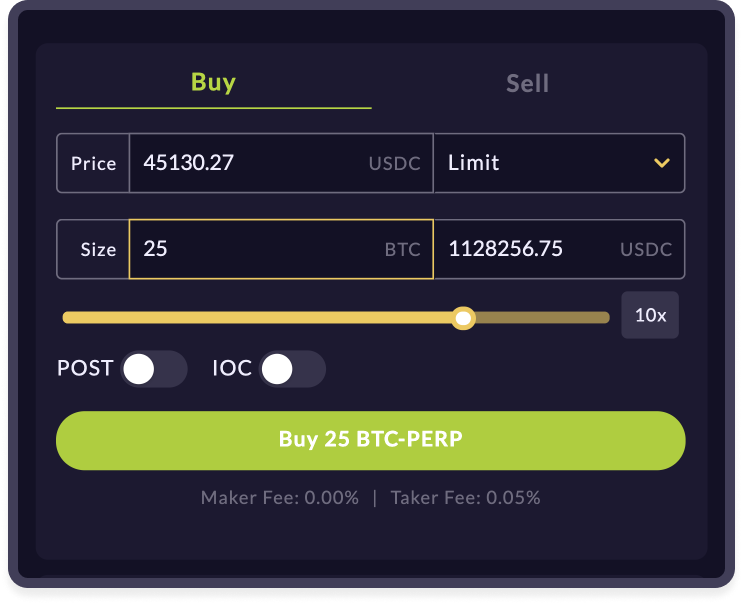 Buy Sell
Price 45130.27 USDC Limit
Size 25 BTC 1128256.75 USDC
10x
POST IOC
Buy 25 BTC-PERP
Maker Fee: 0.00% | Taker Fee: 0.05%